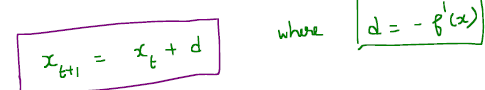 x_{t+1} = x_t + d where d = - f'(x)